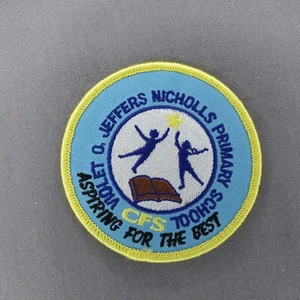 VIOLET O. JEFFERS NICHOLLS PRIMARY SCHOOL
CFS
ASPIRING FOR THE BEST